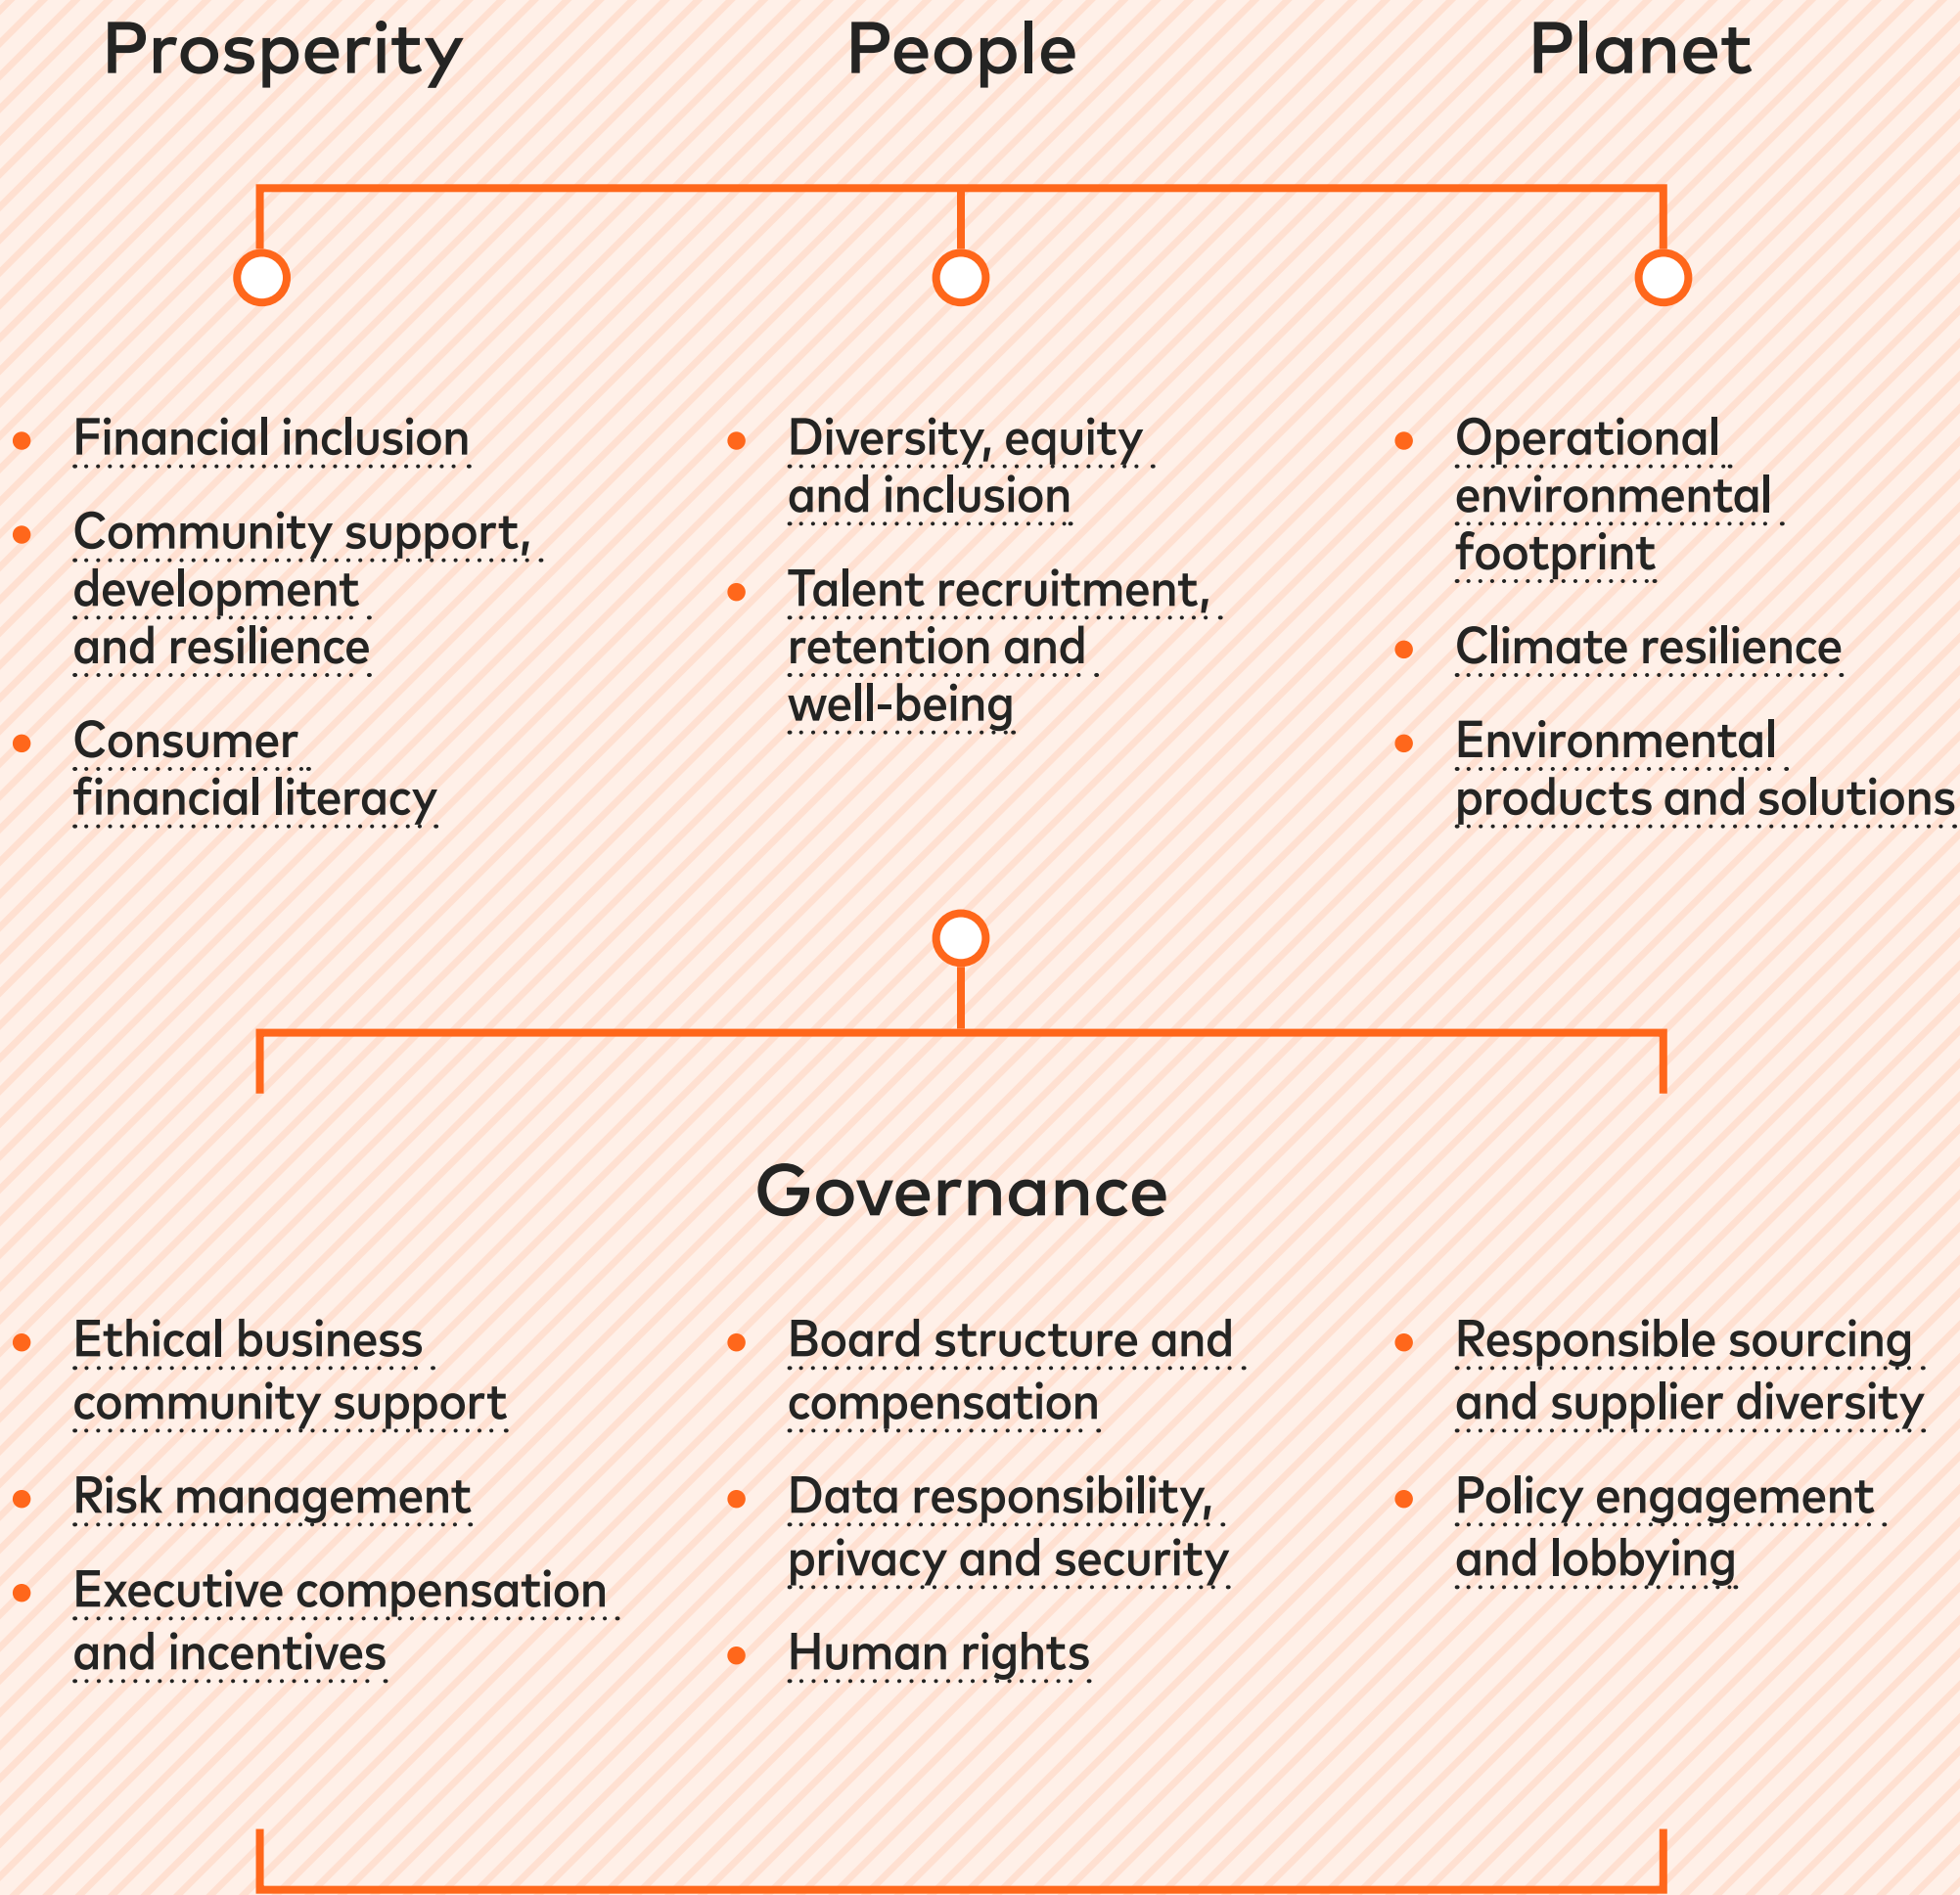 Prosperity
People
Planet
Financial inclusion
Community support,
development
and resilience
Consumer
financial literacy
Diversity, equity
and inclusion
Talent recruitment,
retention and
well-being
Operational
environmental
footprint
Climate resilience
Environmental
products and solutions
Governance
Ethical business
community support
Risk management
Executive compensation
and incentives
Board structure and
compensation
Data responsibility,
privacy and security
Human rights
Responsible sourcing
and supplier diversity
Policy engagement
and lobbying